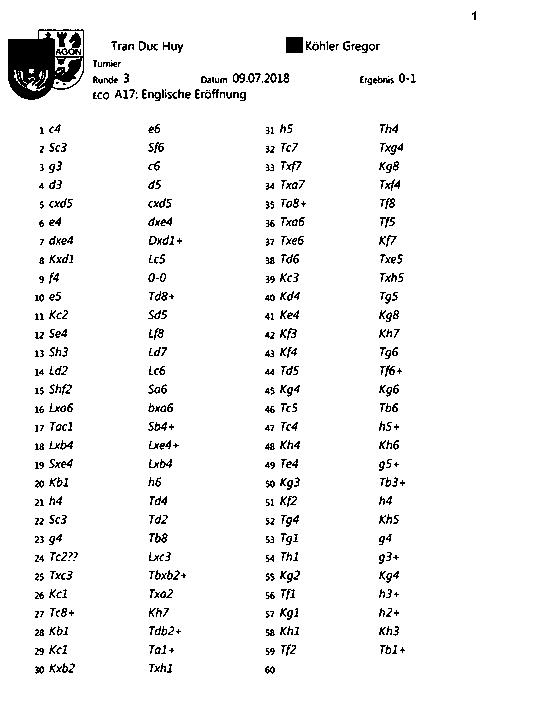 1
AGON
Tran Duc Huy Köhler Gregor
Turnier
Runde 3 Datum 09.07.2018 Ergebnis 0-1
ECO A17: Englische Eröffnung
1 c4 e6 31 h5 Th4
2 Sc3 Sf6 32 Tc7 Txg4
3 g3 c6 33 Txf7 Kg8
4 d3 d5 34 Txa7 Txf4
5 cxd5 cxd5 35 Ta8+ Tf8
6 e4 dxe4 36 Txa6 Tf5
7 dxe4 Dxd1+ 37 Txe6 Kf7
8 Kxd1 Lc5 38 Td6 Txe5
9 f4 0-0 39 Kc3 Txh5
10 e5 Td8+ 40 Kd4 Tg5
11 Kc2 Sd5 41 Ke4 Kg8
12 Se4 Lf8 42 Kf3 Kh7
13 Sh3 Ld7 43 Kf4 Tg6
14 Ld2 Lc6 44 Td5 Tf6+
15 Shf2 Sa6 45 Kg4 Kg6
16 Lxa6 bxa6 46 Tc5 Tb6
17 Tac1 Sb4+ 47 Tc4 h5+
18 Lxb4 Lxe4+ 48 Kh4 Kh6
19 Sxe4 Lxb4 49 Te4 g5+
20 Kb1 h6 50 Kg3 Tb3+
21 h4 Td4 51 Kf2 h4
22 Sc3 Td2 52 Tg4 Kh5
23 g4 Tb8 53 Tg1 g4
24 Tc2?? Lxc3 54 Th1 g3+
25 Txc3 Tbxb2+ 55 Kg2 Kg4
26 Kc1 Txa2 56 Tf1 h3+
27 Tc8+ Kh7 57 Kg1 h2+
28 Kb1 Tdb2+ 58 Kh1 Kh3
29 Kc1 Ta1+ 59 Tf2 Tb1+
30 Kxb2 Txh1 60